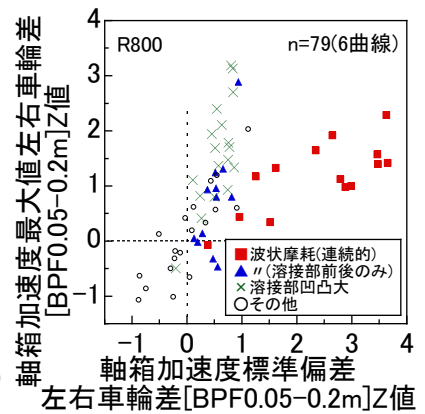 軸箱加速度最大値左右車輪差
[BPF0.05-0.2m]Z値
R800
n=79(6曲線)
4
3
2
1
0
-1
波状摩耗(連続的)
〃(溶接部前後のみ)
溶接部凹凸大
その他
-1 0 1 2 3 4
軸箱加速度標準偏差
左右車輪差[BPF0.05-0.2m]Z値